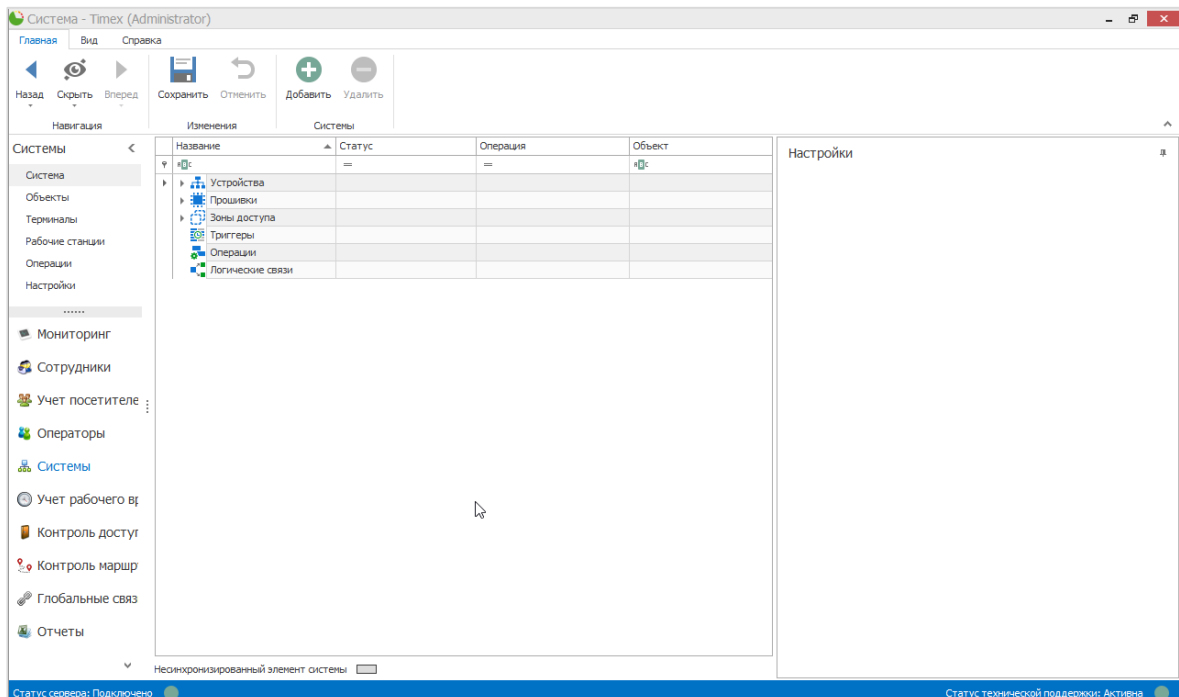 Система - Timex (Administrator)
Главная Вид Справка
Назад Скрыть Вперед Сохранить Отменить Добавить Удалить
Навигация Изменения Системы
Системы
Система
Объекты
Терминалы
Рабочие станции
Операции
Настройки
Мониторинг
Сотрудники
Учет посетителе
Операторы
Системы
Учет рабочего вр
Контроль доступ
Контроль маршр
Глобальные связ
Отчеты
Название Статус Операция Объект
Устройства
Прошивки
Зоны доступа
Триггеры
Операции
Логические связи
Несинхронизированный элемент системы
Настройки
Статус сервера: Подключено Статус технической поддержки: Активна